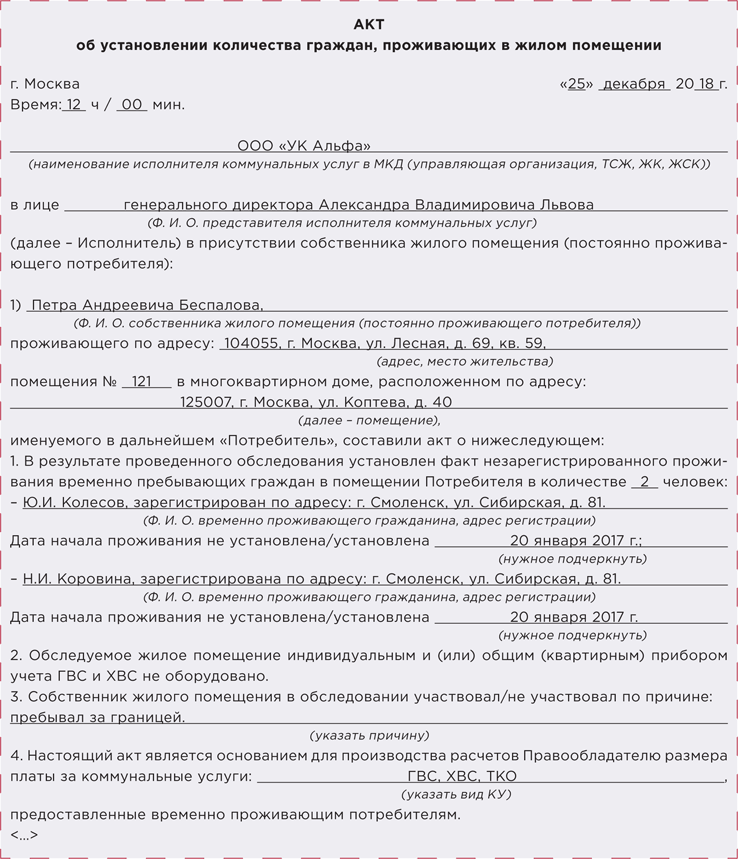 АКТ
об установлении количества граждан, проживающих в жилом помещении
г. Москва «25» декабря 20 18 г.
Время: 12 ч / 00 мин.
ООО «УК Альфа»
(наименование исполнителя коммунальных услуг в МКД (управляющая организация, ТСЖ, ЖК, ЖСК))
в лице генерального директора Александра Владимировича Львова
(Ф. И. О. представителя исполнителя коммунальных услуг)
(далее – Исполнитель) в присутствии собственника жилого помещения (постоянно прожива-
ющего потребителя):
1) Петра Андреевича Беспалова,
(Ф. И. О. собственника жилого помещения (постоянно проживающего потребителя))
проживающего по адресу: 104055, г. Москва, ул. Лесная, д. 69, кв. 59,
(адрес, место жительства)
помещения № 121 в многоквартирном доме, расположенном по адресу:
125007, г. Москва, ул. Коптева, д. 40
(далее – помещение),
именуемого в дальнейшем «Потребитель», составили акт о нижеследующем:
1. В результате проведенного обследования установлен факт незарегистрированного прожи-
вания временно пребывающих граждан в помещении Потребителя в количестве 2 человек:
– Ю.И. Колесов, зарегистрирован по адресу: г. Смоленск, ул. Сибирская, д. 81.
(Ф. И. О. временно проживающего гражданина, адрес регистрации)
Дата начала проживания не установлена/установлена 20 января 2017 г.;
(нужное подчеркнуть)
– Н.И. Коровина, зарегистрирована по адресу: г. Смоленск, ул. Сибирская, д. 81.
(Ф. И. О. временно проживающего гражданина, адрес регистрации)
Дата начала проживания не установлена/установлена 20 января 2017 г.
(нужное подчеркнуть)
2. Обследуемое жилое помещение индивидуальным и (или) общим (квартирным) прибором
учета ГВС и ХВС не оборудовано.
3. Собственник жилого помещения в обследовании участвовал/не участвовал по причине:
пребывал за границей.
(указать причину)
4. Настоящий акт является основанием для производства расчетов Правообладателю размера
платы за коммунальные услуги: ГВС, ХВС, ТКО,
(указать вид КУ)
предоставленные временно проживающим потребителям.
<...>